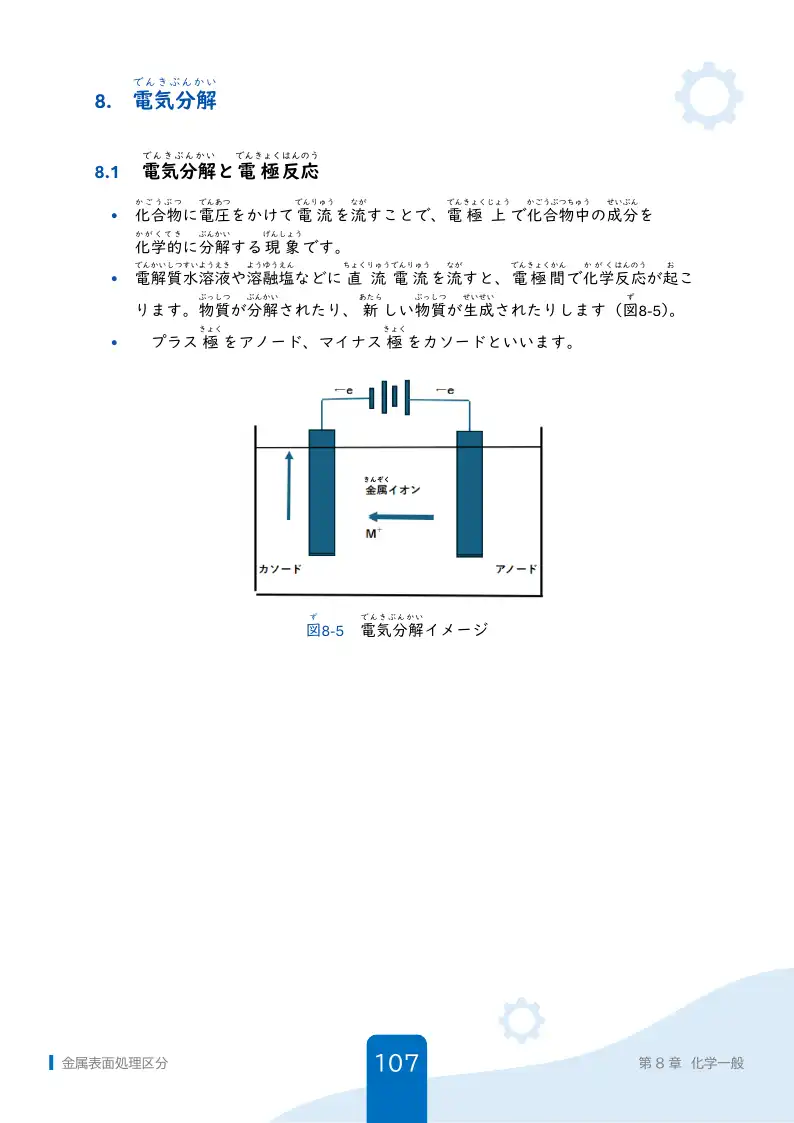 でんきぶんかい
8. 電気分解
でんきぶんかい でんきょくはんのう
8.1 電気分解と電極反応
かごうぶつ でんあつ でんりゅう なが でんきょくじょう かごうぶつちゅう せいぶん
• 化合物に電圧をかけて電流を流すことで、電極上で化合物中の成分を
かがくてき ぶんかい げんしょう
化学的に分解する現象です。
でんかいしつすいようえき ようゆうえん ちょくりゅうでんりゅう なが でんきょくかん かがくはんのう お
• 電解質水溶液や溶融塩などに直流電流を流すと、電極間で化学反応が起こ
ぶっしつ ぶんかい あたら ぶっしつ せいせい ず
ります。物質が分解されたり、新しい物質が生成されたりします（図8-5）。
きょく きょく
• プラス極をアノード、マイナス極をカソードといいます。
←e ←e
きんぞく
金属イオン
M⁺
カソード アノード
ず でんきぶんかい
図8-5 電気分解イメージ
金属表面処理区分 107 第8章 化学一般